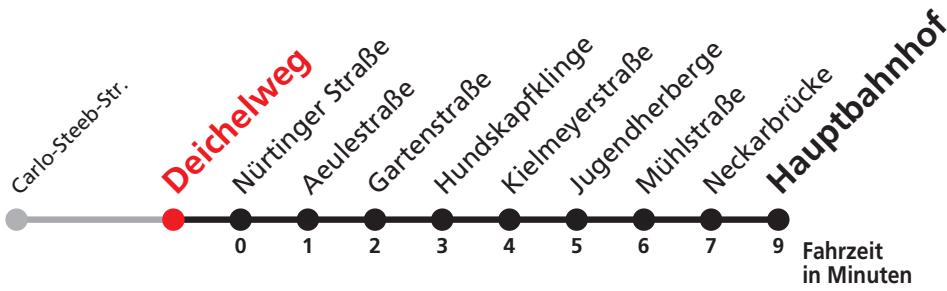 Carlo-Steeb-Str.
Deichelweg
Nürtinger Straße
Aeulestraße
Gartenstraße
Hundskapfklinge
Kielmeyerstraße
Jugendherberge
Mühlstraße
Neckarbrücke
Hauptbahnhof
0 1 2 3 4 5 6 7 9
Fahrzeit
in Minuten